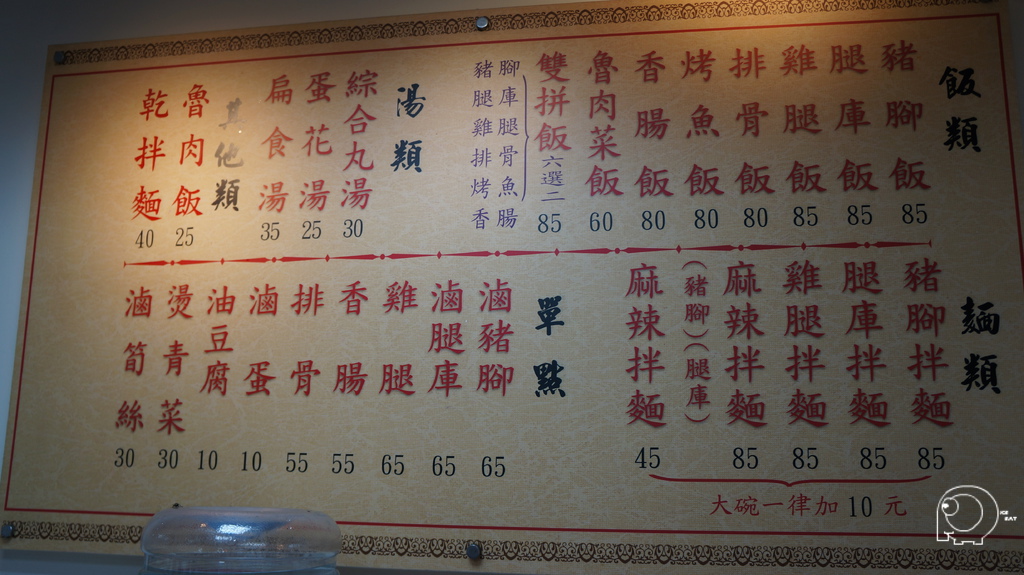 飯類
豬腳飯 85
腿庫飯 85
雞腿飯 85
排骨飯 80
烤魚飯 80
香腸飯 80
魯肉菜飯 60
雙拼飯六選二 85
腳庫腿骨魚腸
豬腿雞排烤香
湯類
綜合丸湯 30
蛋花湯 25
扁食湯 35
其他類
魯肉飯 25
乾拌麵 40
麵類
豬腳拌麵 85
腿庫拌麵 85
雞腿拌麵 85
麻辣拌麵 85
(豬腳)(腿庫)
麻辣拌麵 45
大碗一律加10元
單點
滷豬腳 65
滷腿庫 65
雞腿 65
香腸 55
排骨 55
滷蛋 10
油豆腐 10
燙青菜 30
滷筍絲 30
ICE
EAT